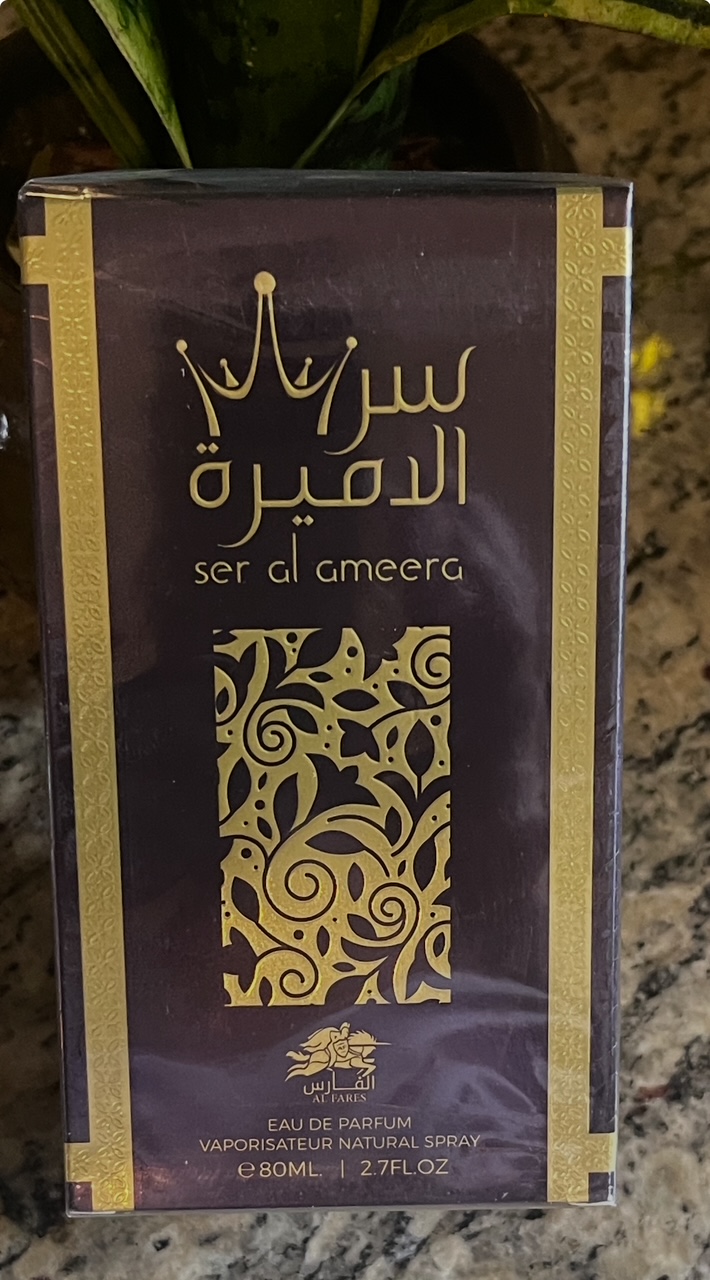 سر
الاميرة
ser al ameera
الفارس
AL FARES
EAU DE PARFUM
VAPORISATEUR NATURAL SPRAY
℮80ML. | 2.7FL.OZ